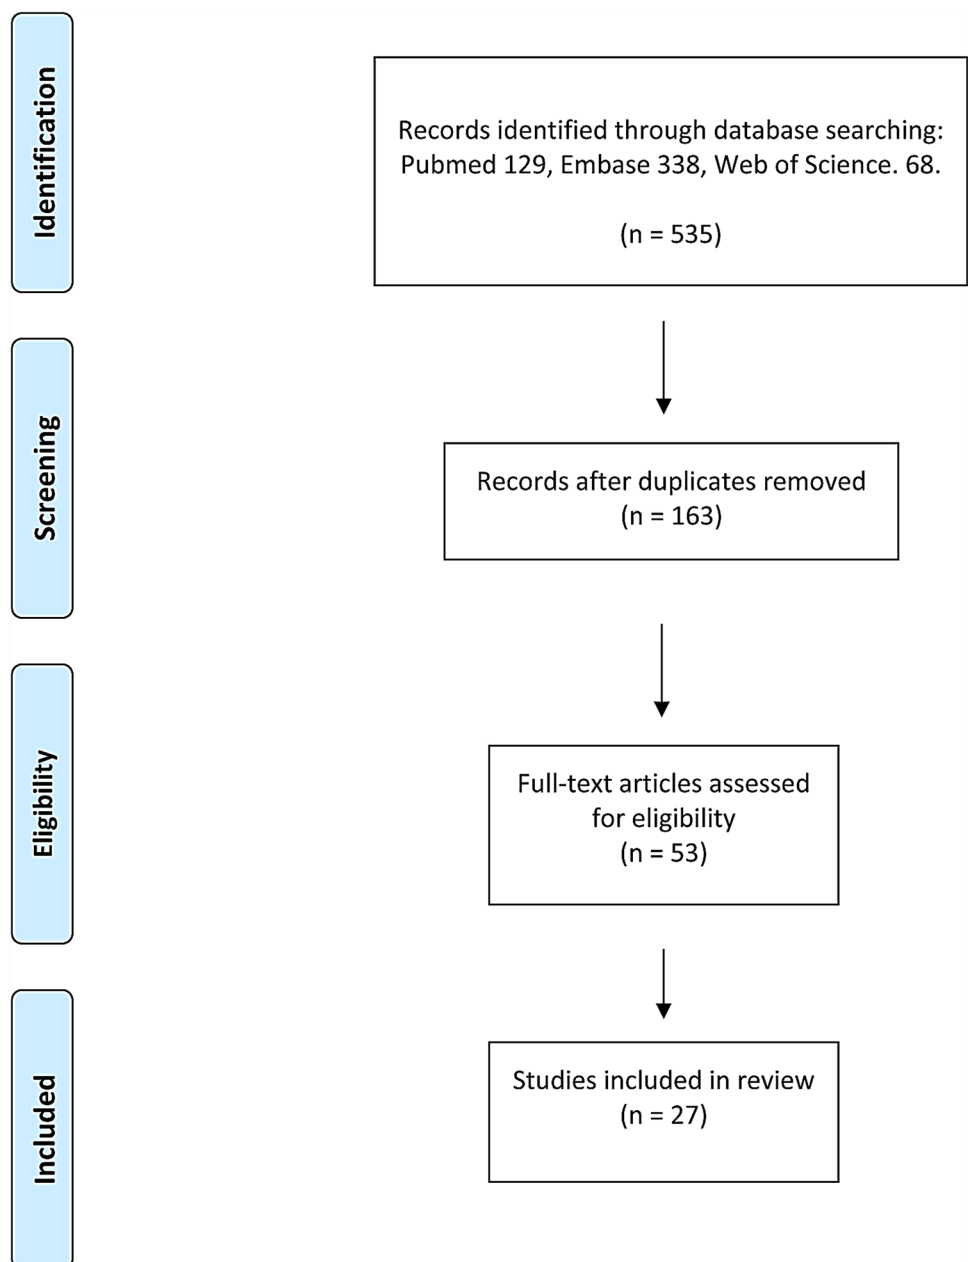 Identification
Records identified through database searching:
Pubmed 129, Embase 338, Web of Science. 68.
(n = 535)
Screening
Records after duplicates removed
(n = 163)
Eligibility
Full-text articles assessed
for eligibility
(n = 53)
Included
Studies included in review
(n = 27)